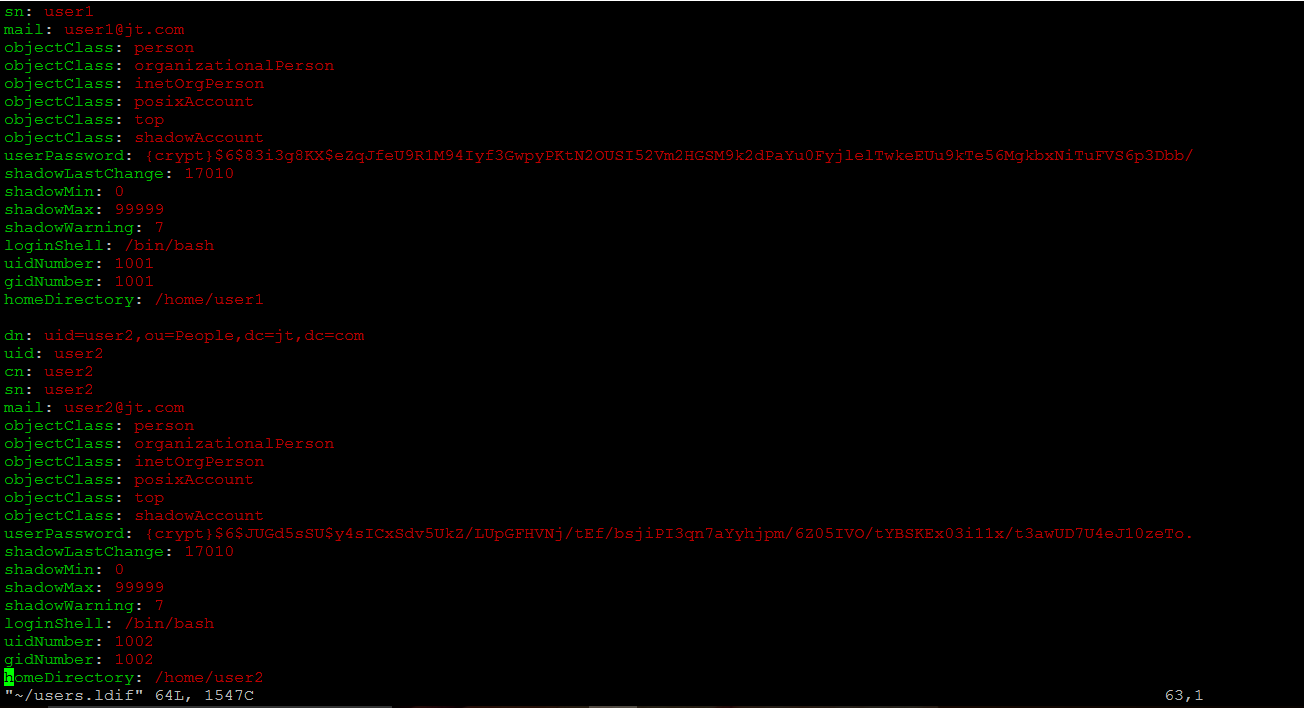 sn: user1
mail: user1@jt.com
objectClass: person
objectClass: organizationalPerson
objectClass: inetOrgPerson
objectClass: posixAccount
objectClass: top
objectClass: shadowAccount
userPassword: {crypt}$6$83i3g8KX$eZqJfeU9R1M94Iyf3GwpyPKtN2OUSI52Vm2HGSM9k2dPaYu0FyjlelTwkeEUu9kTe56MgkbxNiTuFVS6p3Dbb/
shadowLastChange: 17010
shadowMin: 0
shadowMax: 99999
shadowWarning: 7
loginShell: /bin/bash
uidNumber: 1001
gidNumber: 1001
homeDirectory: /home/user1
dn: uid=user2,ou=People,dc=jt,dc=com
uid: user2
cn: user2
sn: user2
mail: user2@jt.com
objectClass: person
objectClass: organizationalPerson
objectClass: inetOrgPerson
objectClass: posixAccount
objectClass: top
objectClass: shadowAccount
userPassword: {crypt}$6$JUGd5sSU$y4sICxSdv5UkZ/LUpGFHVNj/tEf/bsjiPI3qn7aYyhjpm/6Z05IVO/tYBSKEx03i11x/t3awUD7U4eJ10zeTo.
shadowLastChange: 17010
shadowMin: 0
shadowMax: 99999
shadowWarning: 7
loginShell: /bin/bash
uidNumber: 1002
gidNumber: 1002
homeDirectory: /home/user2
"~/users.ldif" 64L, 1547C 63,1